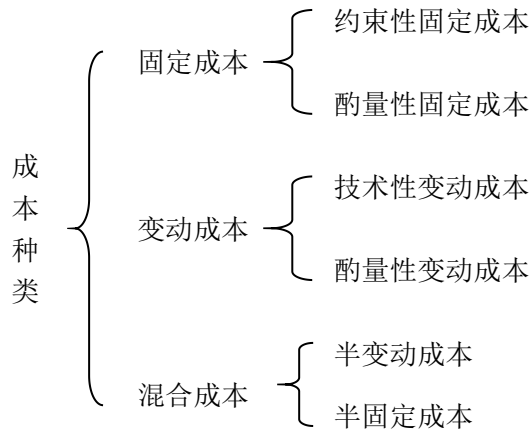 成本种类
固定成本
约束性固定成本
酌量性固定成本
变动成本
技术性变动成本
酌量性变动成本
混合成本
半变动成本
半固定成本